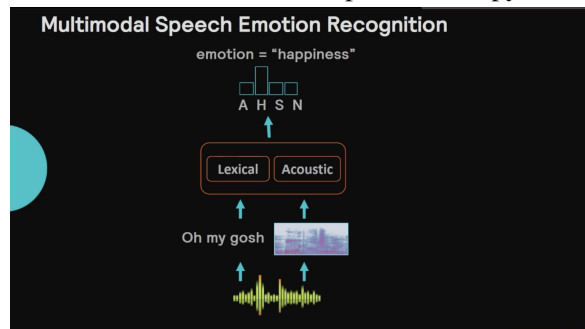 Multimodal Speech Emotion Recognition
emotion = “happiness”
A H S N
Lexical Acoustic
Oh my gosh